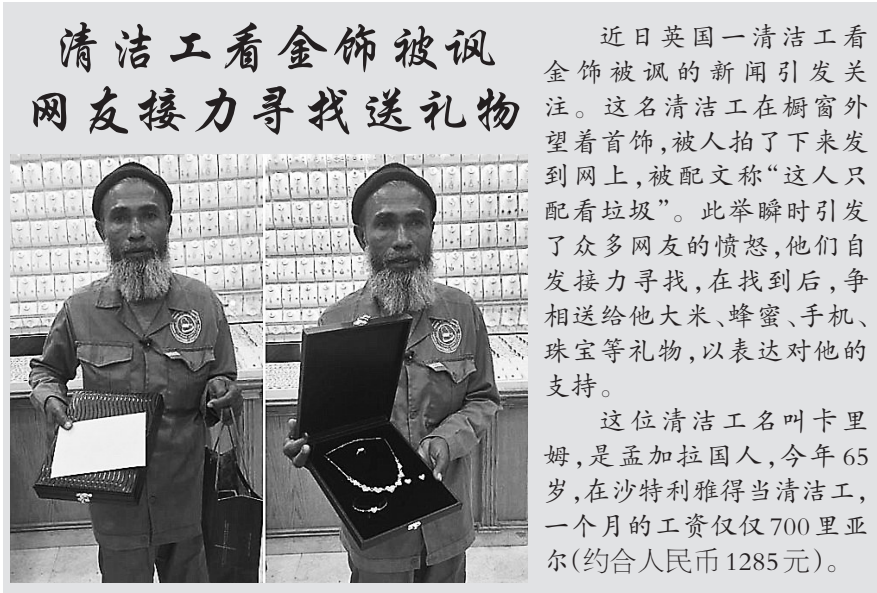 清洁工看金饰被讽
网友接力寻找送礼物
近日英国一清洁工看
金饰被讽的新闻引发关
注。这名清洁工在橱窗外
望着首饰,被人拍了下来发
到网上,被配文称“这人只
配看垃圾”。此举瞬时引发
了众多网友的愤怒,他们自
发接力寻找,在找到后,争
相送给他大米、蜂蜜、手机、
珠宝等礼物,以表达对他的
支持。
这位清洁工名叫卡里
姆,是孟加拉国人,今年65
岁,在沙特利雅得当清洁工,
一个月的工资仅仅700里亚
尔(约合人民币1285元)。